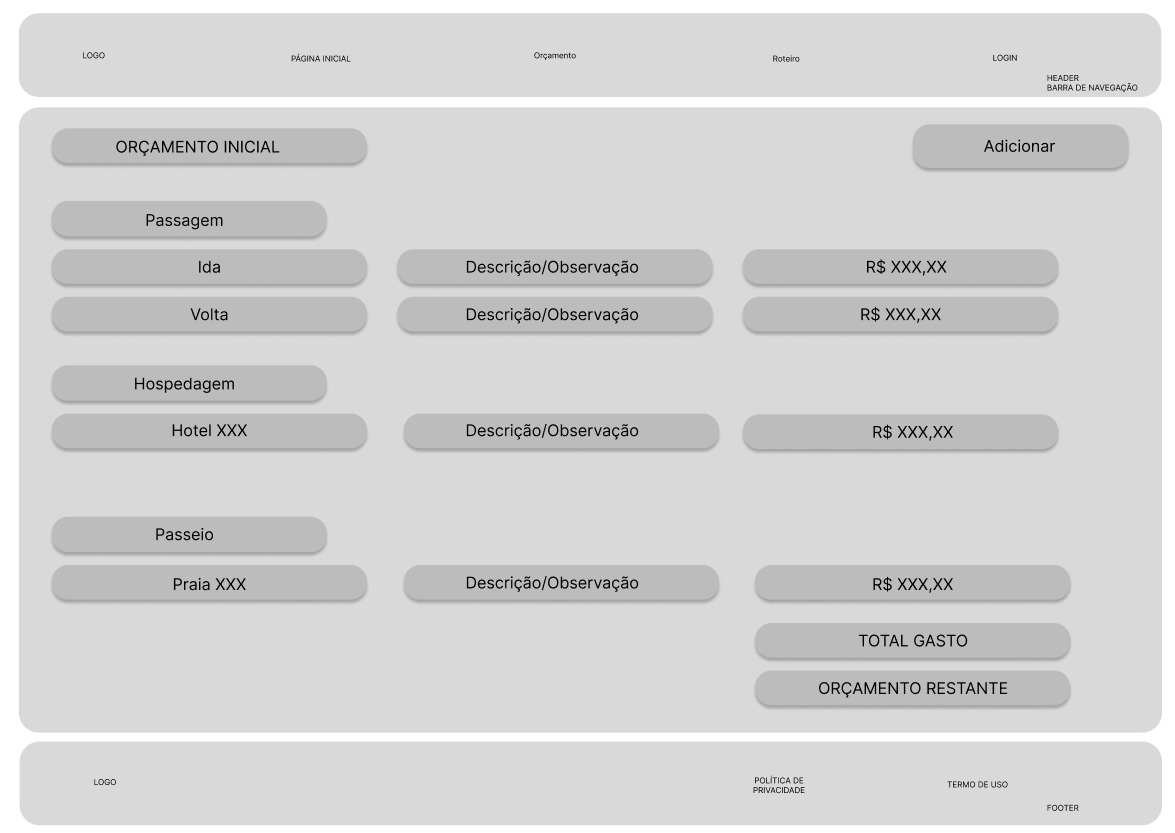 LOGO
PÁGINA INICIAL
Orçamento
Roteiro
LOGIN
HEADER
BARRA DE NAVEGAÇÃO
ORÇAMENTO INICIAL
Adicionar
Passagem
Ida
Descrição/Observação
R$ XXX,XX
Volta
Descrição/Observação
R$ XXX,XX
Hospedagem
Hotel XXX
Descrição/Observação
R$ XXX,XX
Passeio
Praia XXX
Descrição/Observação
R$ XXX,XX
TOTAL GASTO
ORÇAMENTO RESTANTE
LOGO
POLÍTICA DE
PRIVACIDADE
TERMO DE USO
FOOTER